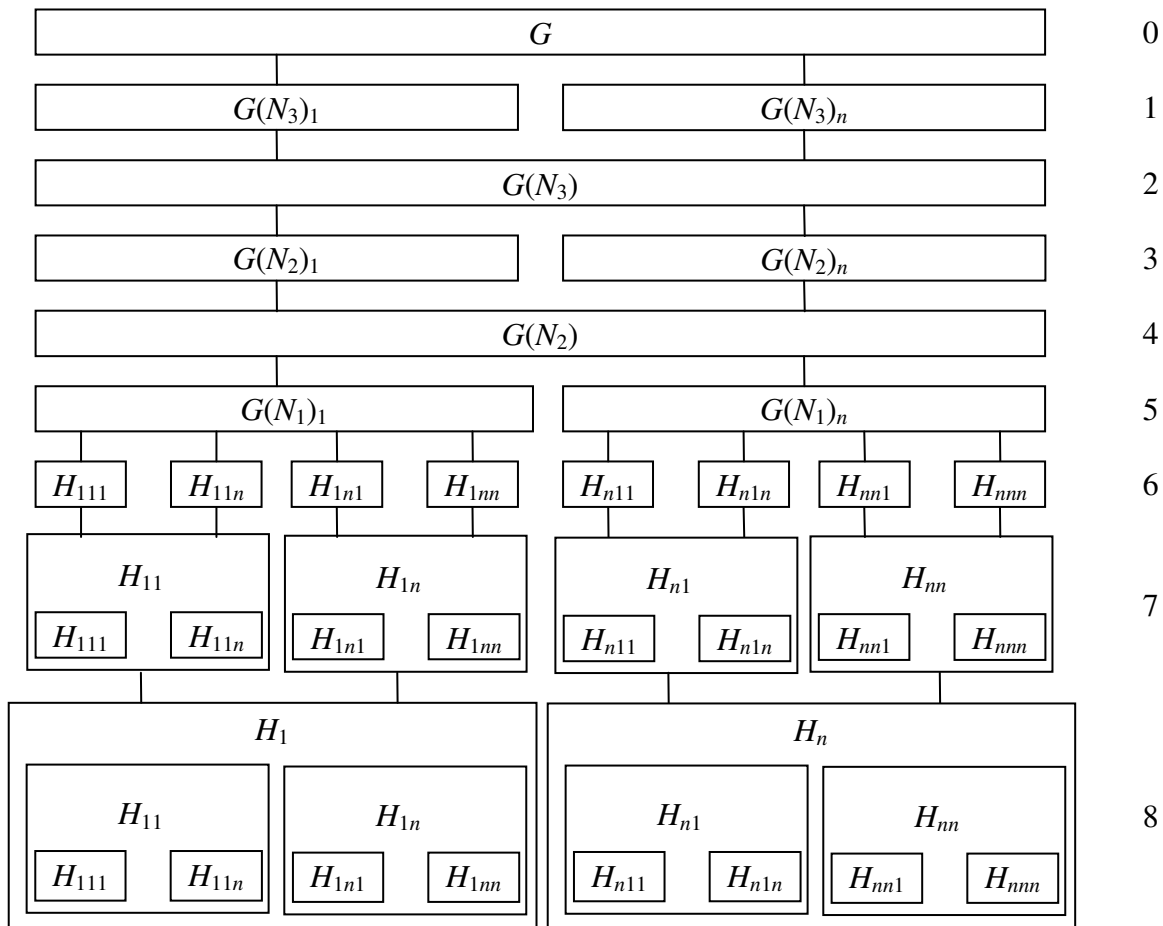 G 0
G(N₃)₁ G(N₃)ₙ 1
G(N₃) 2
G(N₂)₁ G(N₂)ₙ 3
G(N₂) 4
G(N₁)₁ G(N₁)ₙ 5
H₁₁₁ H₁₁ₙ H₁ₙ₁ H₁ₙₙ Hₙ₁₁ Hₙ₁ₙ Hₙₙ₁ Hₙₙₙ 6
H₁₁ H₁ₙ Hₙ₁ Hₙₙ 7
H₁₁₁ H₁₁ₙ H₁ₙ₁ H₁ₙₙ Hₙ₁₁ Hₙ₁ₙ Hₙₙ₁ Hₙₙₙ
H₁ Hₙ
H₁₁ H₁ₙ Hₙ₁ Hₙₙ 8
H₁₁₁ H₁₁ₙ H₁ₙ₁ H₁ₙₙ Hₙ₁₁ Hₙ₁ₙ Hₙₙ₁ Hₙₙₙ